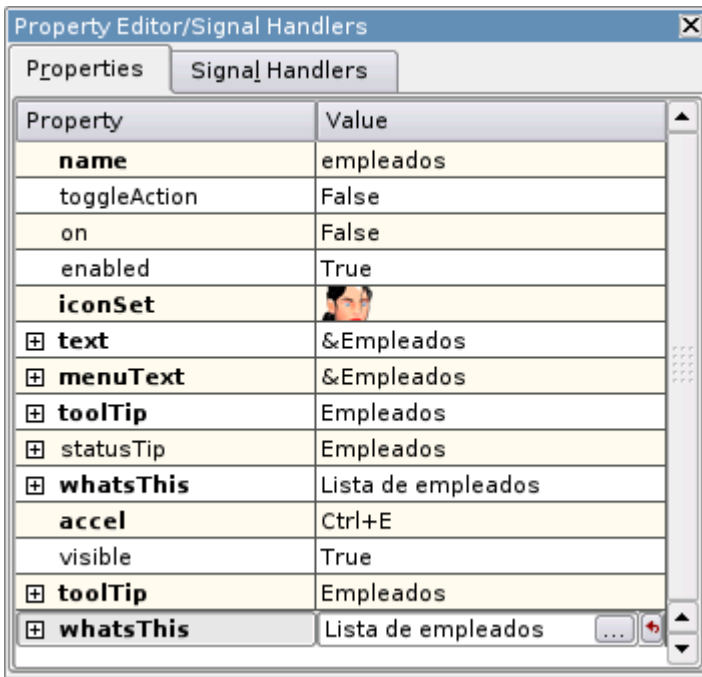 Property Editor/Signal Handlers
Properties Signal Handlers
Property Value
name empleados
toggleAction False
on False
enabled True
iconSet
text &Empleados
menuText &Empleados
toolTip Empleados
statusTip Empleados
whatsThis Lista de empleados
accel Ctrl+E
visible True
toolTip Empleados
whatsThis Lista de empleados ...